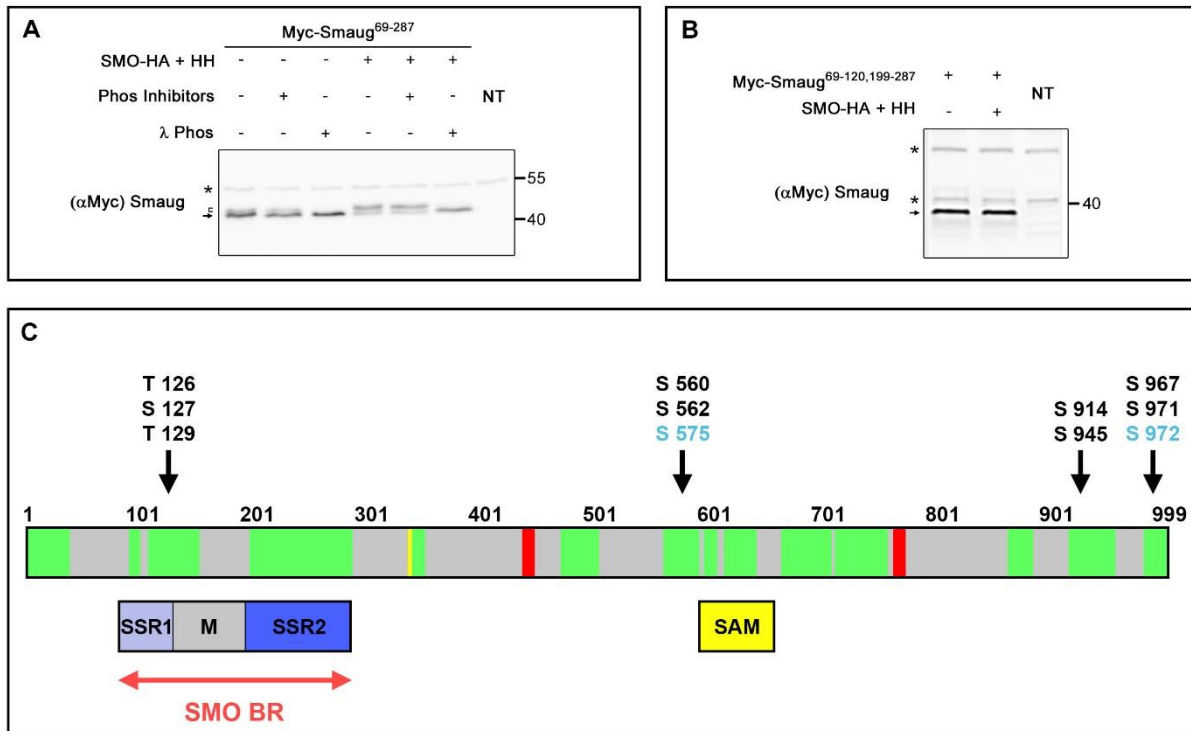 A
Myc-Smaug69-287
SMO-HA + HH - - - + + +
Phos Inhibitors - + - - + - NT
λ Phos - - + - - +
(αMyc) Smaug
*
55
40
B
Myc-Smaug69-120,199-287 + +
SMO-HA + HH - + NT
(αMyc) Smaug
*
*
40
C
T 126 S 560 S 967
S 127 S 562 S 914 S 971
T 129 S 575 S 945 S 972
1 101 201 301 401 501 601 701 801 901 999
SSR1 M SSR2 SAM
SMO BR